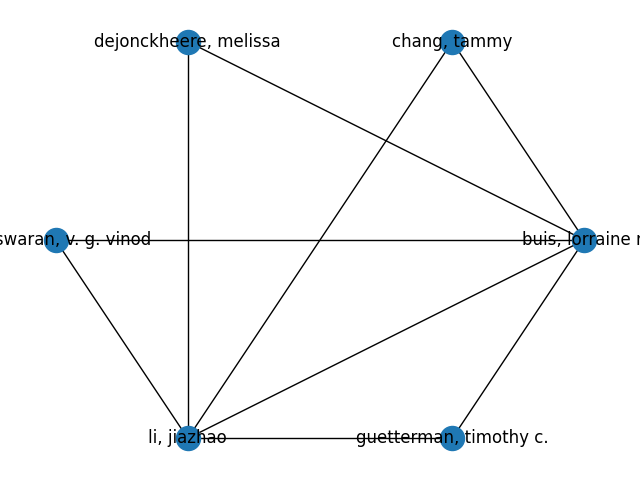 dejonckheere, melissa
chang, tammy
swaran, v. g. vinod
buis, lorraine
li, jiazhao
guetterman, timothy c.